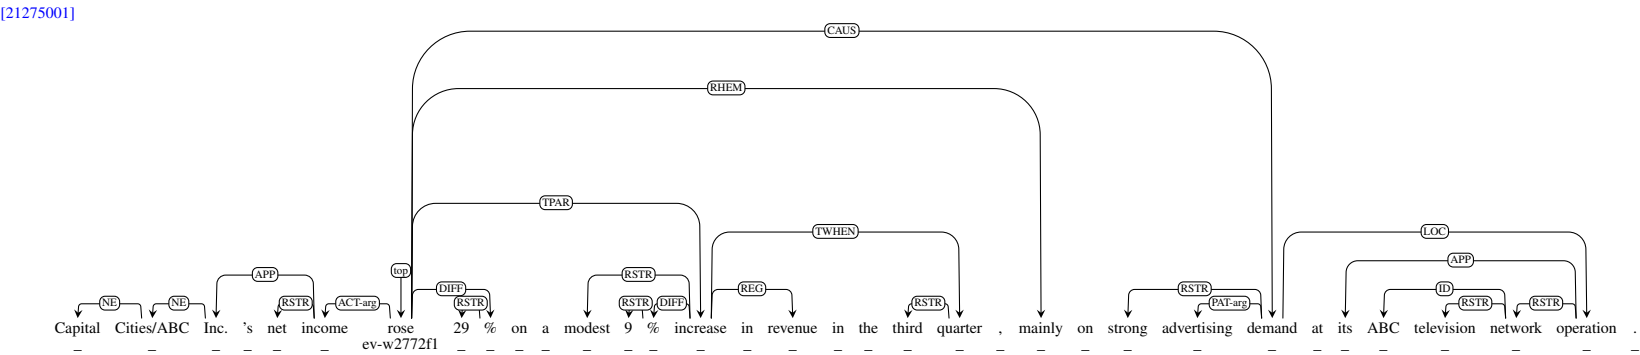 [21275001]
CAUS
RHEM
TPAR
TWHEN LOC
APP
top
APP RSTR
DIFF REG RSTR ID
NE NE RSTR ACT-arg RSTR RSTR DIFF RSTR PAT-arg RSTR RSTR
Capital Cities/ABC Inc. 's net income rose 29 % on a modest 9 % increase in revenue in the third quarter , mainly on strong advertising demand at its ABC television network operation .
_ _ _ _ _ _ ev-w2772f1 _ _ _ _ _ _ _ _ _ _ _ _ _ _ _ _ _ _ _ _ _ _ _ _ _ _ _